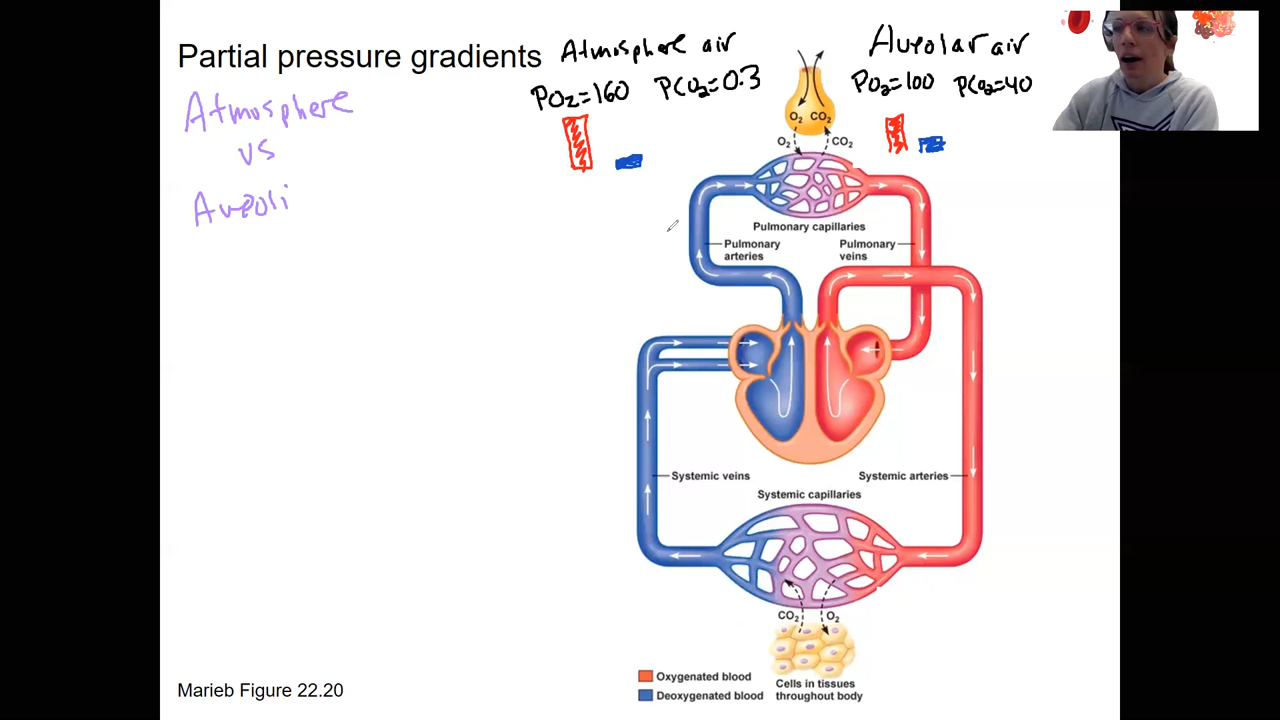 Partial pressure gradients
Atmosphere
vs
Aveoli
Atmosphere air
PO2=160 PCO2=0.3
Aveolar air
PO2=100 PCO2=40
O2 CO2
O2 CO2
Pulmonary capillaries
Pulmonary
arteries
Pulmonary
veins
Systemic veins
Systemic arteries
Systemic capillaries
CO2 O2
Cells in tissues
throughout body
Oxygenated blood
Deoxygenated blood
Marieb Figure 22.20